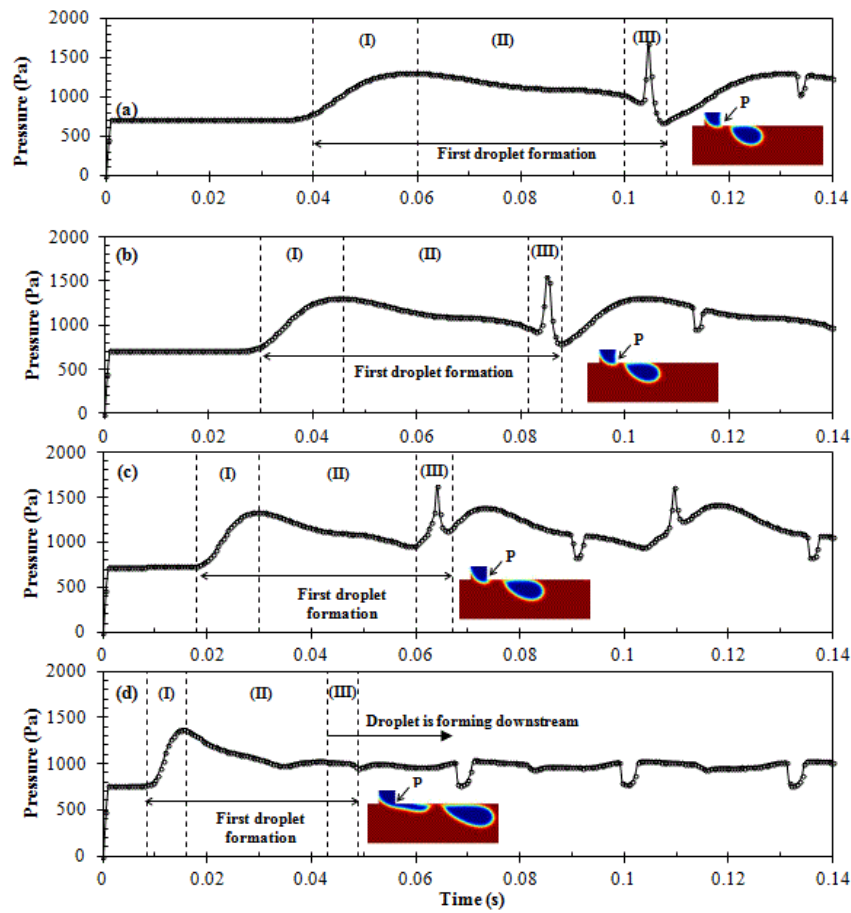 2000
(I)
(II)
(III)
1500
Pressure (Pa)
1000
(a)
P
500
First droplet formation
0
0 0.02 0.04 0.06 0.08 0.1 0.12 0.14
2000
(b)
(I)
(II)
(III)
1500
Pressure (Pa)
1000
P
500
First droplet formation
0
0 0.02 0.04 0.06 0.08 0.1 0.12 0.14
2000
(c)
(I)
(II)
(III)
1500
Pressure (Pa)
1000
P
500
First droplet
formation
0
0 0.02 0.04 0.06 0.08 0.1 0.12 0.14
2000
(d)
(I)
(II)
(III)
Droplet is forming downstream
1500
Pressure (Pa)
1000
P
500
First droplet
formation
0
0 0.02 0.04 0.06 0.08 0.1 0.12 0.14
Time (s)